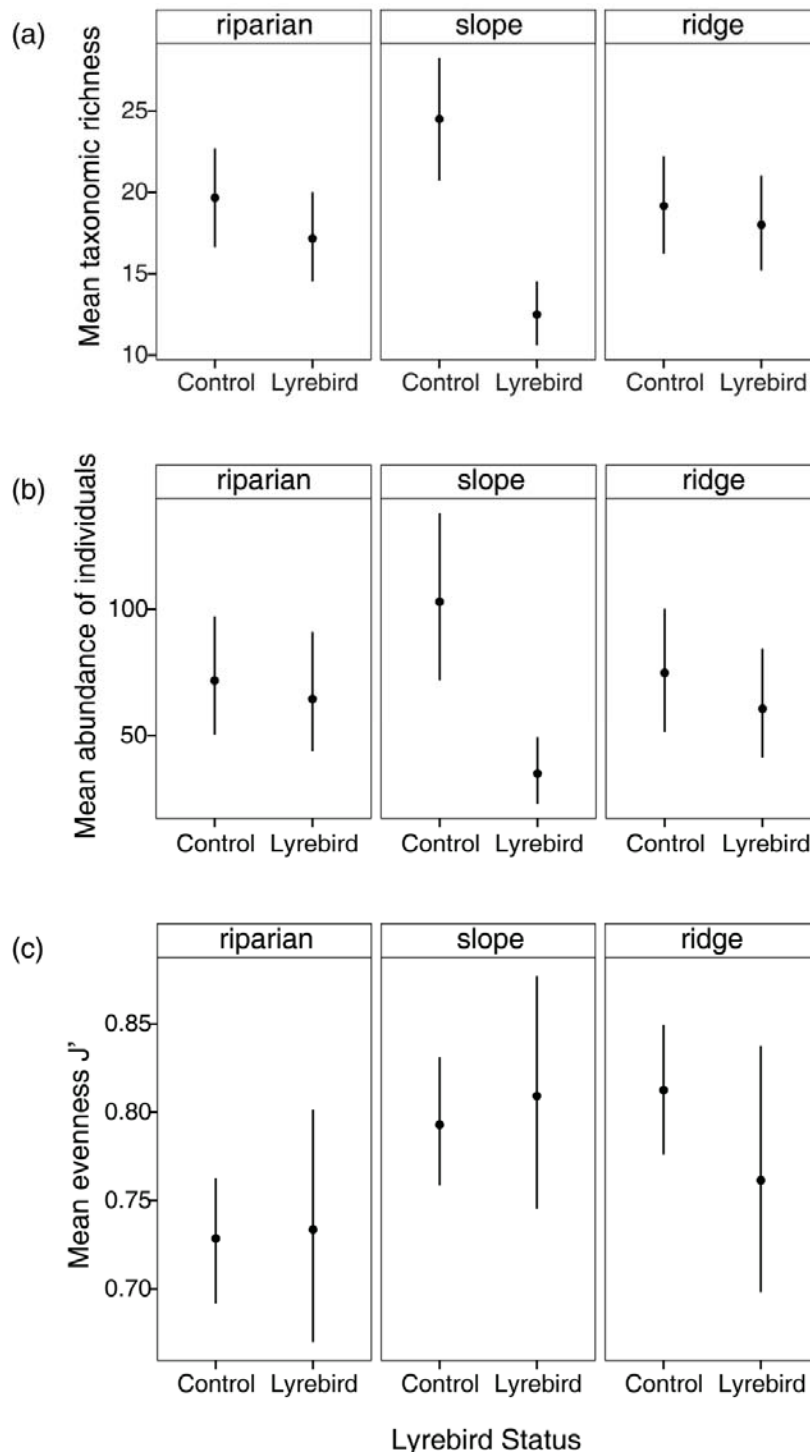 (a)
riparian slope ridge
Mean taxonomic richness
25
20
15
10
Control Lyrebird Control Lyrebird Control Lyrebird
(b)
riparian slope ridge
Mean abundance of individuals
100
50
Control Lyrebird Control Lyrebird Control Lyrebird
(c)
riparian slope ridge
Mean evenness J'
0.85
0.80
0.75
0.70
Control Lyrebird Control Lyrebird Control Lyrebird
Lyrebird Status